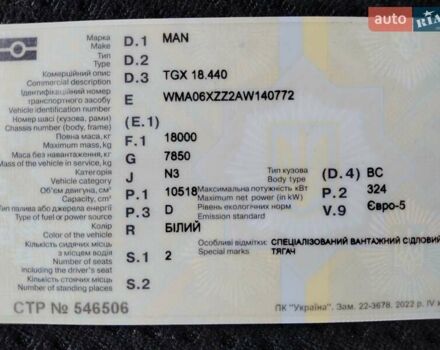 auto RIA
Марка D.1 MAN
Make
Тип D.2
Type
Комерційний опис D.3 TGX 18.440
Commercial description
Ідентифікаційний номер
транспортного засобу E WMA06XZZ2AW140772
Vehicle identification number
Номер шасі (кузова, рами) (E.1)
Chassis number (body, frame)
Повна маса, кг F.1 18000
Maximum mass, kg
Маса без навантаження, кг G 7850
Mass of the vehicle in service, kg
Категорія J N3 Тип кузова (D.4) BC
Category Body type
Об'єм двигуна, см³ P.1 10518 Максимальна потужність кВт P.2 324
Capacity, cm³ Maximum net power (in kW)
Тип палива або джерела енергії P.3 D Рівень екологічних норм V.9 Євро-5
Type of fuel or power source Emission standard
Колір R БІЛИЙ
Color of the vehicle
Кількість сидячих місць Особливі відмітки: СПЕЦІАЛІЗОВАНИЙ ВАНТАЖНИЙ СІДЛОВИЙ
з місцем водія S.1 2 Special marks ТЯГАЧ
Number of seats
including the driver's seat
Кількість стоячих місць S.2
Number of standing places
СТР № 546506 ПК "Україна". Зам. 22-3678. 2022 р. IV